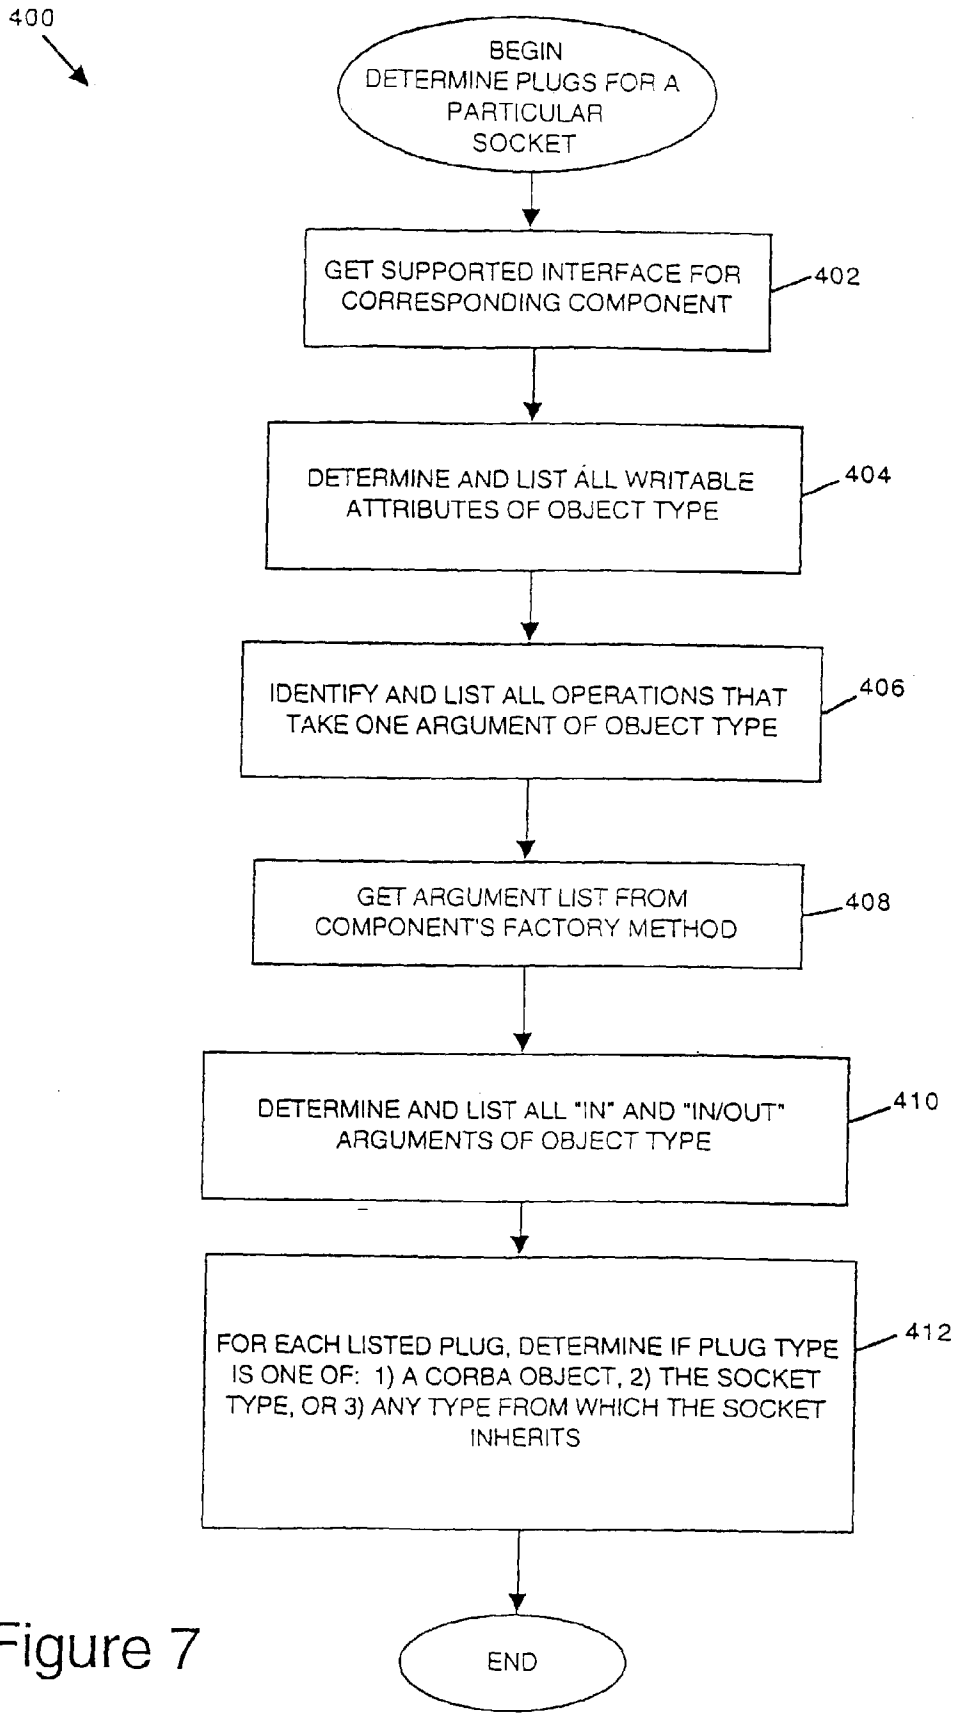 400
BEGIN
DETERMINE PLUGS FOR A
PARTICULAR
SOCKET
GET SUPPORTED INTERFACE FOR
CORRESPONDING COMPONENT
402
DETERMINE AND LIST ALL WRITABLE
ATTRIBUTES OF OBJECT TYPE
404
IDENTIFY AND LIST ALL OPERATIONS THAT
TAKE ONE ARGUMENT OF OBJECT TYPE
406
GET ARGUMENT LIST FROM
COMPONENT'S FACTORY METHOD
408
DETERMINE AND LIST ALL "IN" AND "IN/OUT"
ARGUMENTS OF OBJECT TYPE
410
FOR EACH LISTED PLUG, DETERMINE IF PLUG TYPE
IS ONE OF: 1) A CORBA OBJECT, 2) THE SOCKET
TYPE, OR 3) ANY TYPE FROM WHICH THE SOCKET
INHERITS
412
END
Figure 7